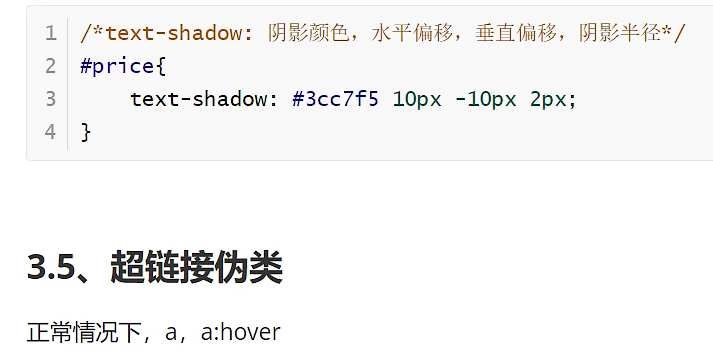 1 /*text-shadow: 阴影颜色，水平偏移，垂直偏移，阴影半径*/
2 #price{
3     text-shadow: #3cc7f5 10px -10px 2px;
4 }
3.5、超链接伪类
正常情况下，a，a:hover